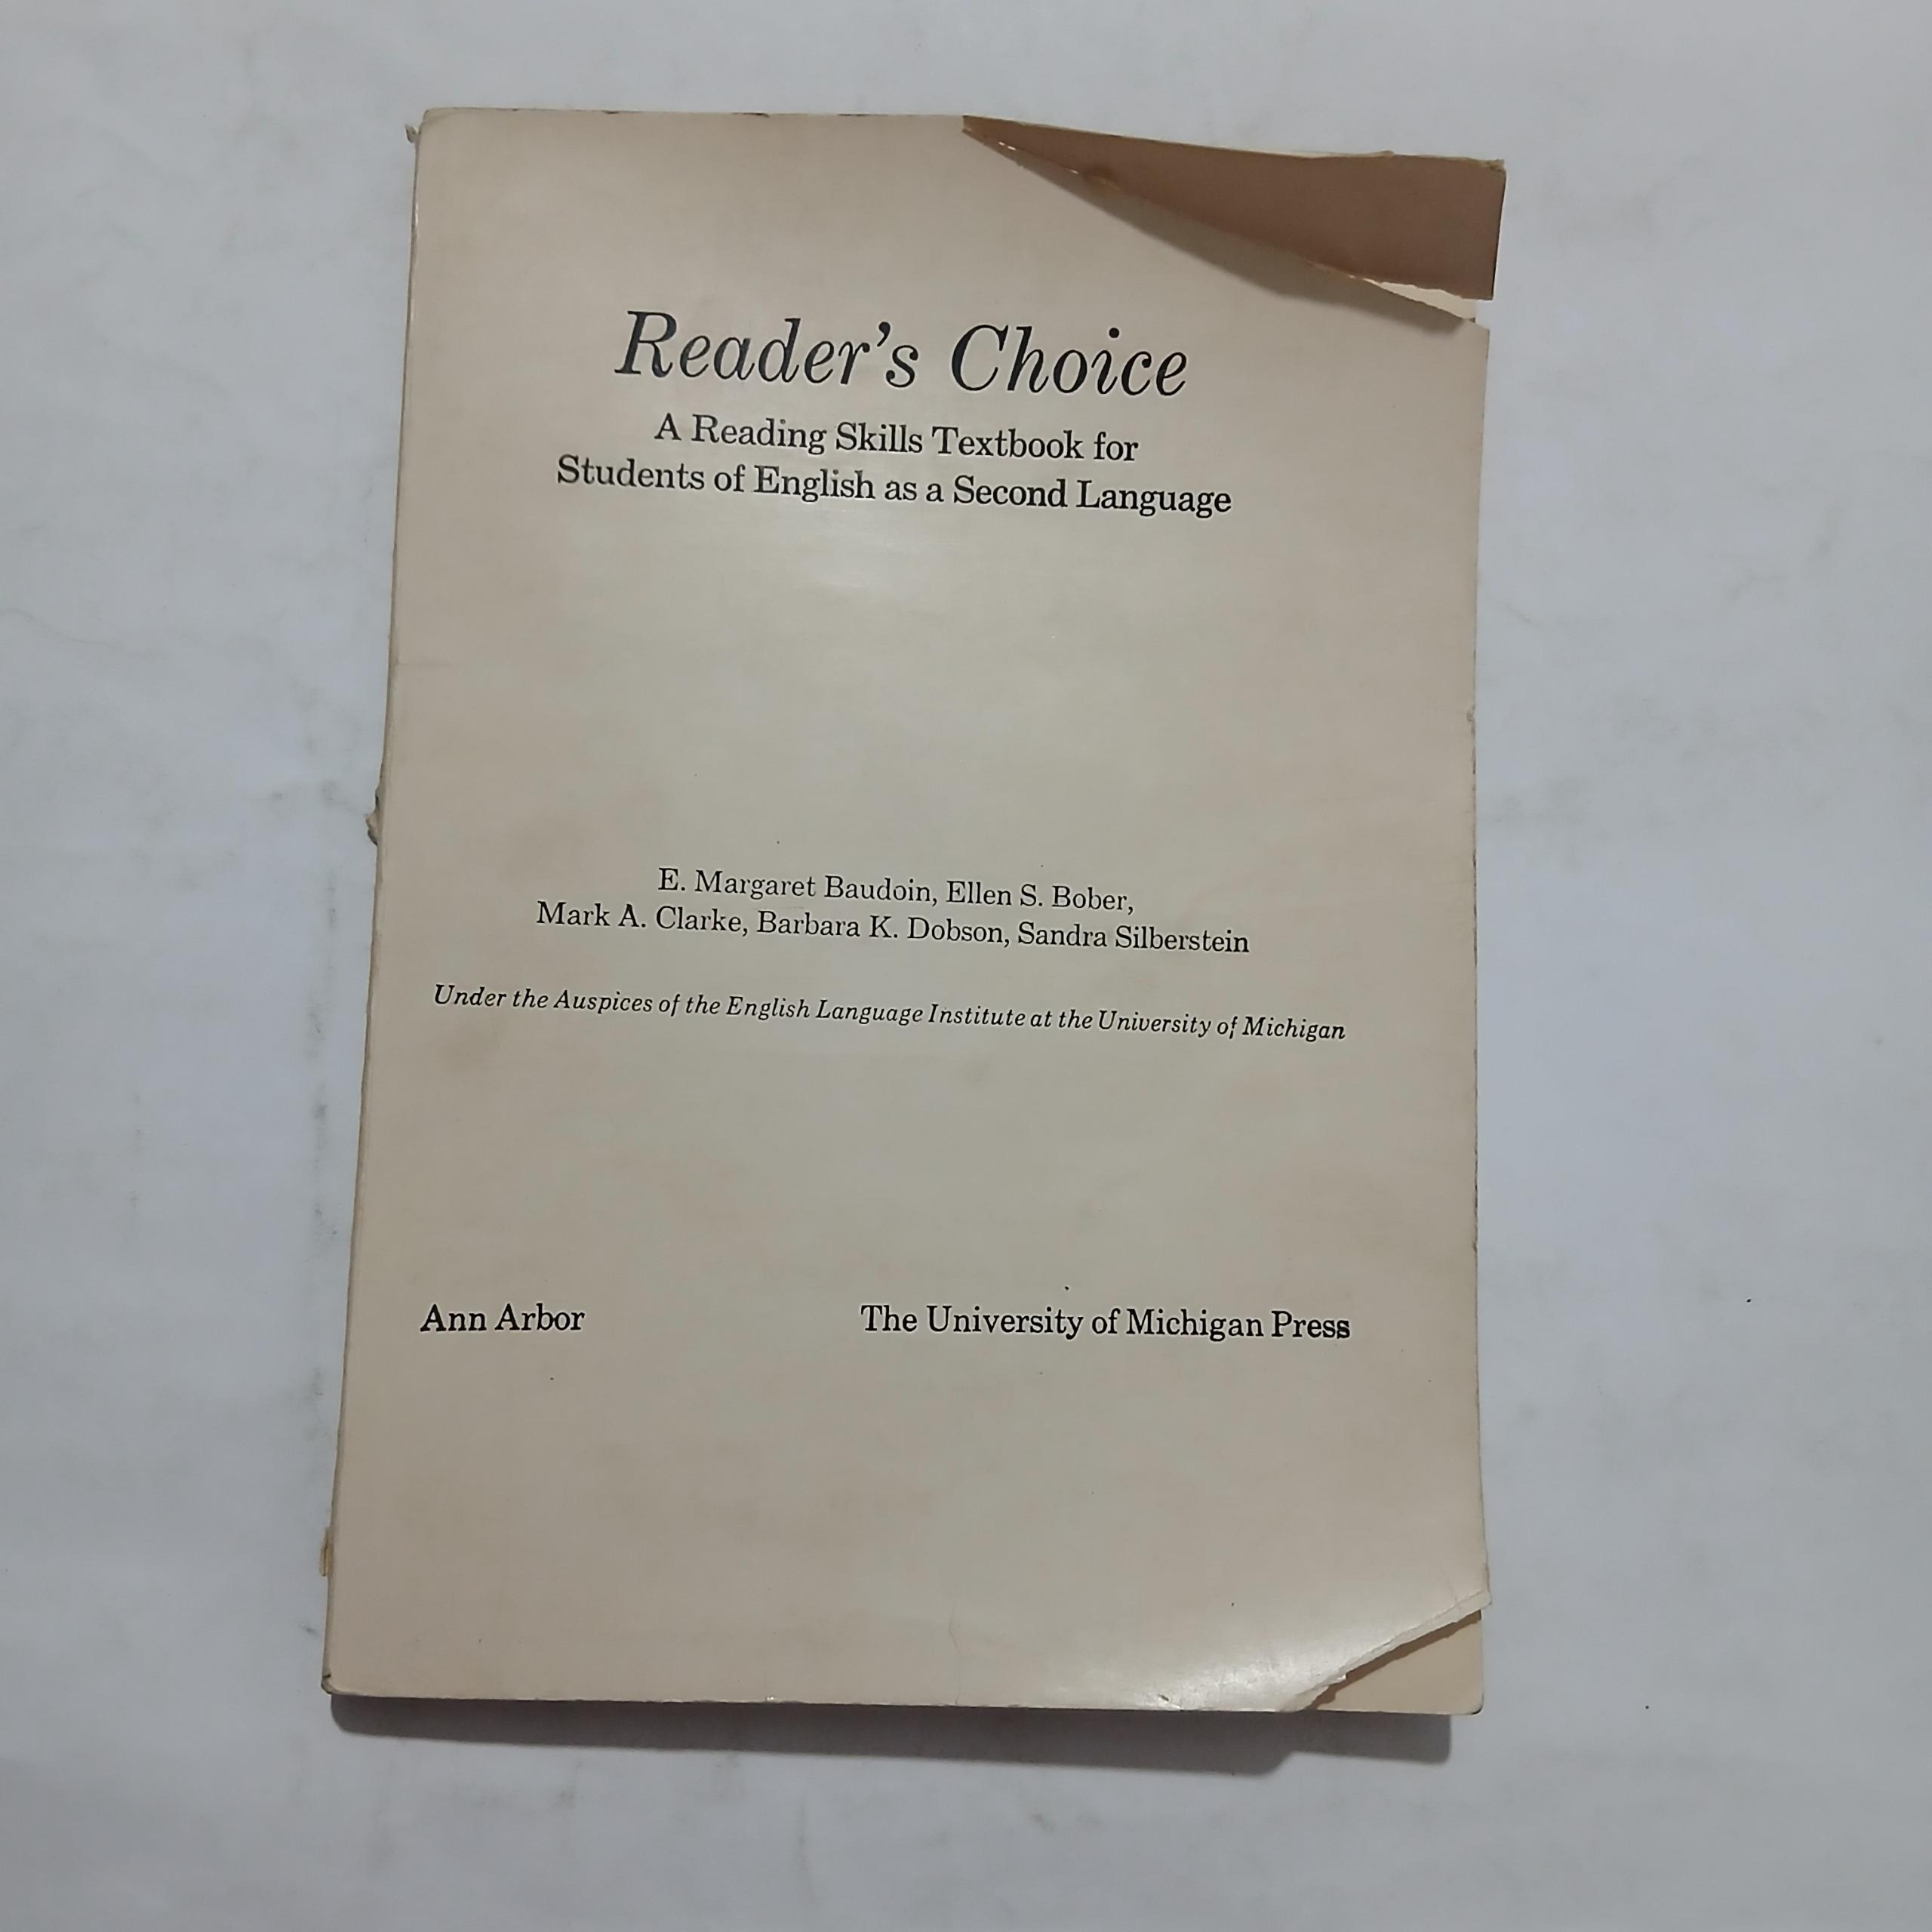 Reader's Choice
A Reading Skills Textbook for
Students of English as a Second Language
E. Margaret Baudoin, Ellen S. Bober,
Mark A. Clarke, Barbara K. Dobson, Sandra Silberstein
Under the Auspices of the English Language Institute at the University of Michigan
Ann Arbor The University of Michigan Press